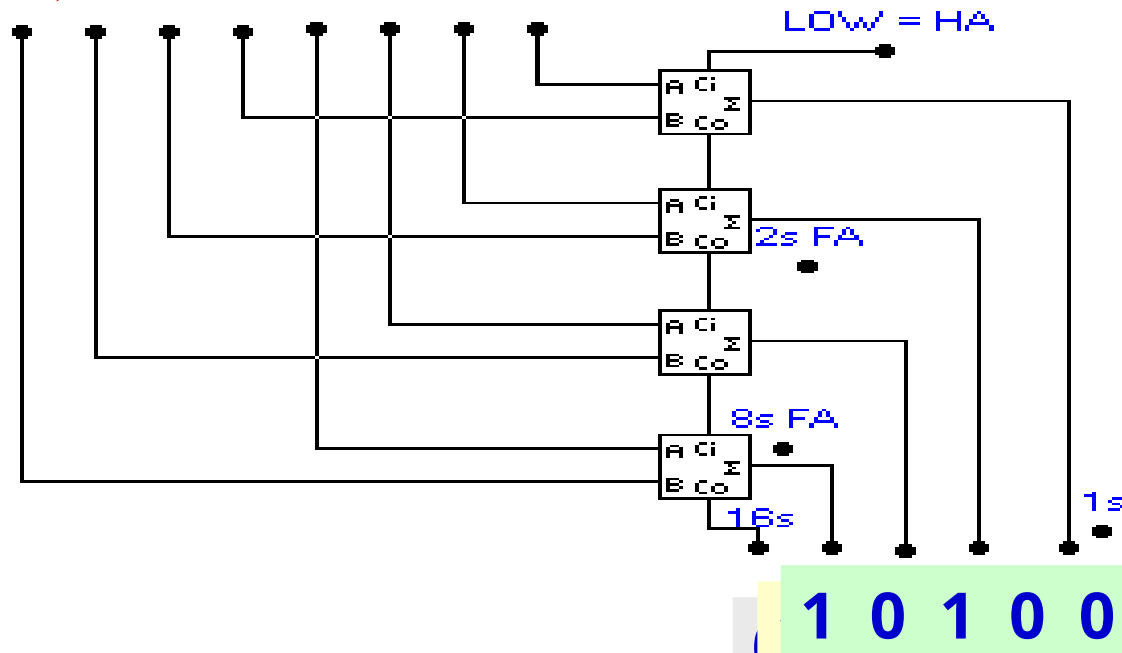 LOW = HA
A Ci
Σ
B Co
A Ci
Σ
B Co
2s FA
A Ci
Σ
B Co
8s FA
A Ci
Σ
B Co
1s
16s
1 0 1 0 0